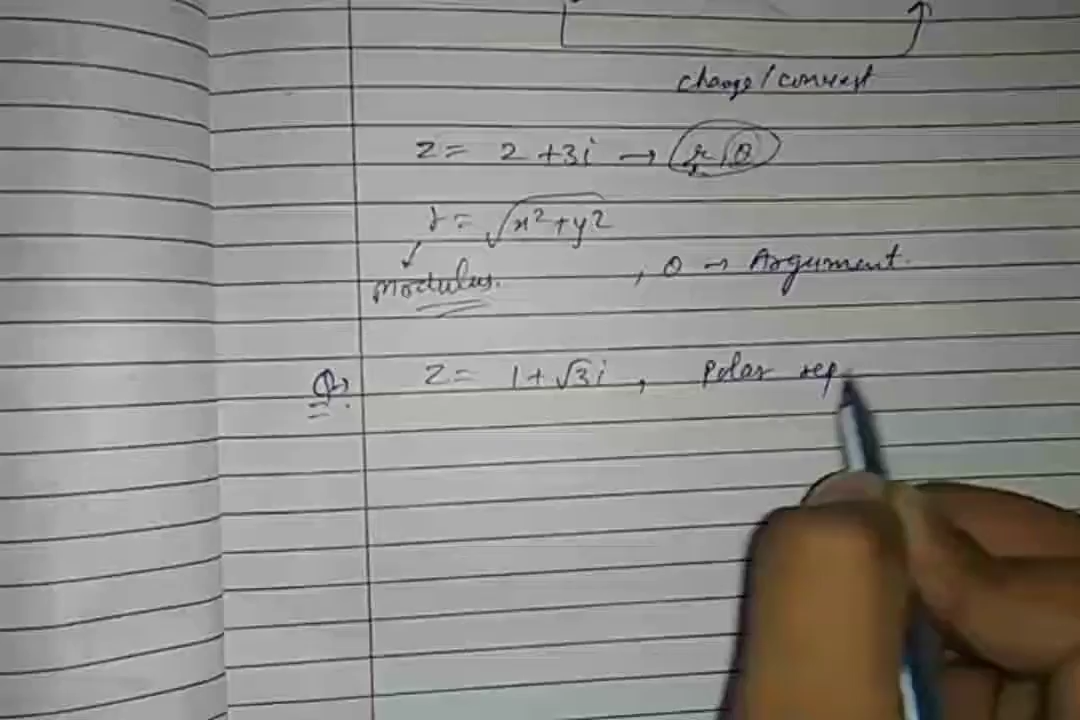 change/convert
z = 2 + 3i → (r, θ)
r = √x² + y²
Modulus. , θ → Argument.
Q. z = 1 + √3i , Polar rep